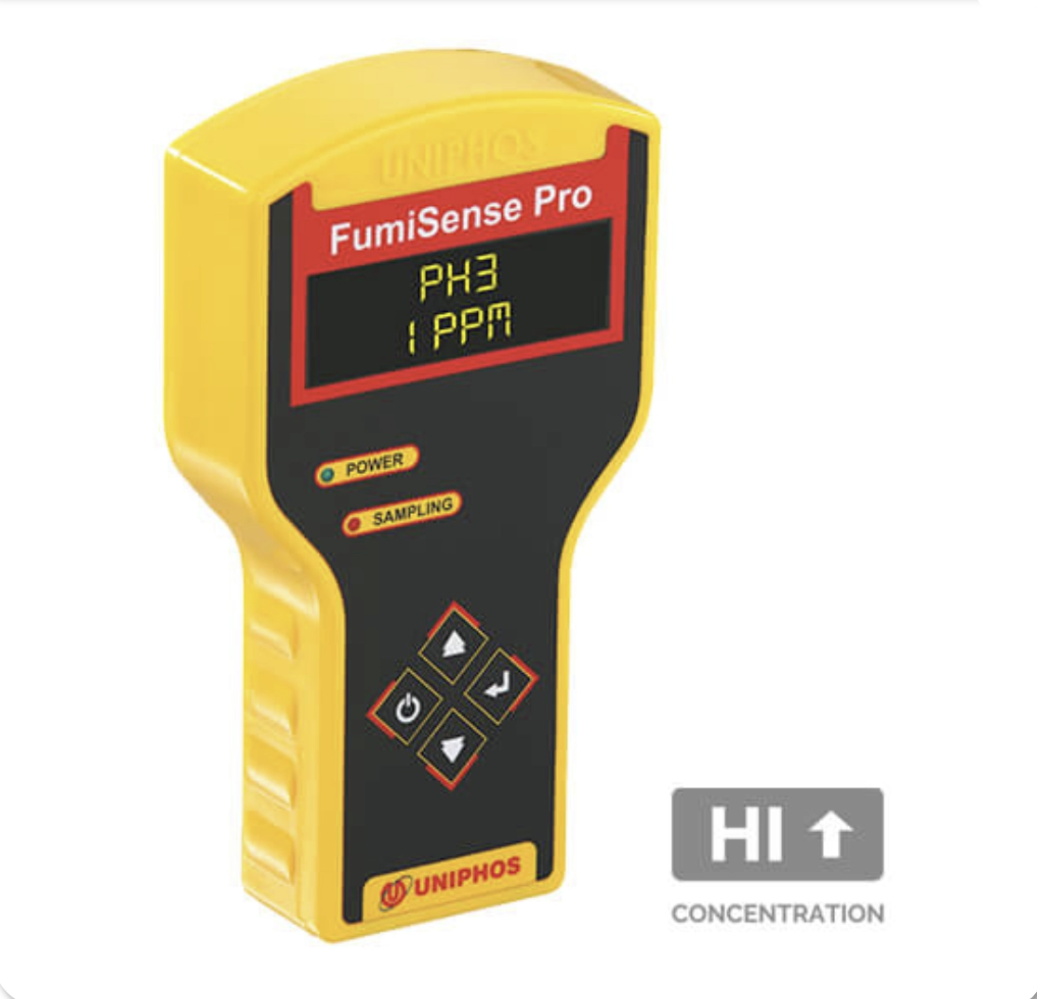 UNIPHOS
FumiSense Pro
PH3
1 PPM
POWER
SAMPLING
UNIPHOS
HI
CONCENTRATION